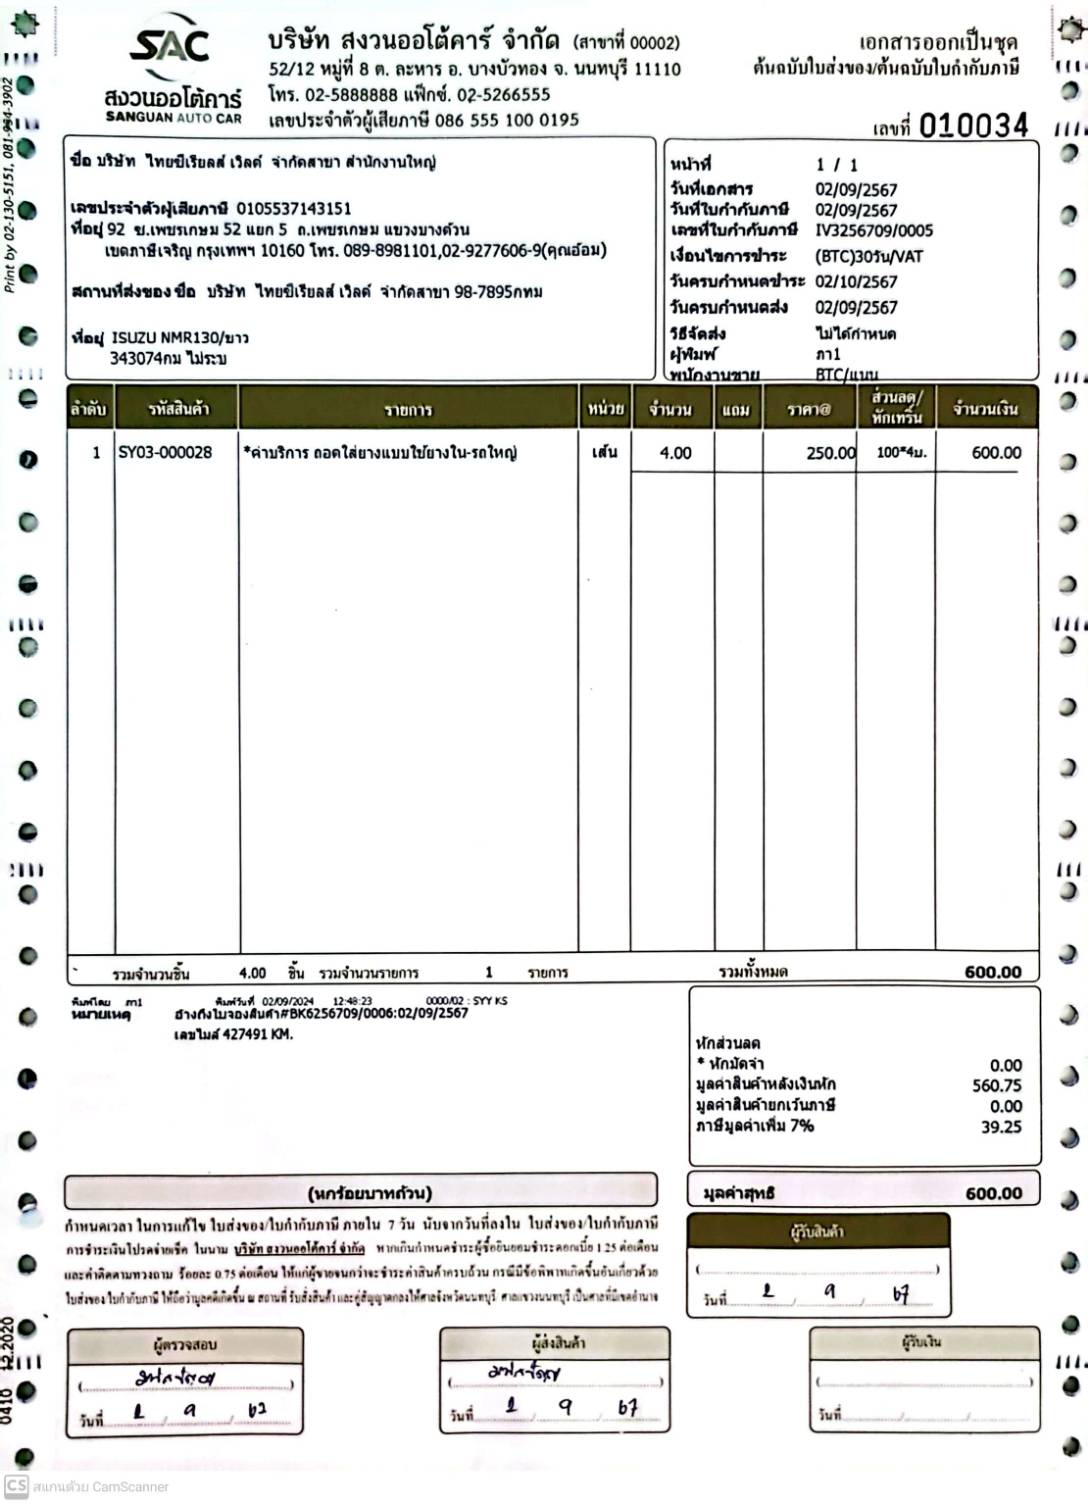 SAC
สงวนออโต้คาร์
SANGUAN AUTO CAR
บริษัท สงวนออโต้คาร์ จำกัด (สาขาที่ 00002)
52/12 หมู่ที่ 8 ต. ละหาร อ. บางบัวทอง จ. นนทบุรี 11110
โทร. 02-5888888 แฟ็กซ์. 02-5266555
เลขประจำตัวผู้เสียภาษี 086 555 100 0195
เอกสารออกเป็นชุด
ต้นฉบับใบส่งของ/ต้นฉบับใบกำกับภาษี
เลขที่ 010034
Print by 02-130-5151, 081-934-3902
ชื่อ บริษัท ไทยซีเรียลส์ เวิลด์ จำกัดสาขา สำนักงานใหญ่
เลขประจำตัวผู้เสียภาษี 0105537143151
ที่อยู่ 92 ซ.เพชรเกษม 52 แยก 5 ถ.เพชรเกษม แขวงบางด้วน
เขตภาษีเจริญ กรุงเทพฯ 10160 โทร. 089-8981101,02-9277606-9(คุณอ้อม)
สถานที่ส่งของ ชื่อ บริษัท ไทยซีเรียลส์ เวิลด์ จำกัดสาขา 98-7895กทม
ที่อยู่ ISUZU NMR130/ขาว
343074กม ไม่ระบ
หน้าที่ 1 / 1
วันที่เอกสาร 02/09/2567
วันที่ใบกำกับภาษี 02/09/2567
เลขที่ใบกำกับภาษี IV3256709/0005
เงื่อนไขการชำระ (BTC)30วัน/VAT
วันครบกำหนดชำระ 02/10/2567
วันครบกำหนดส่ง 02/09/2567
วิธีจัดส่ง ไม่ได้กำหนด
ผู้พิมพ์ ภา1
พนักงานขาย BTC/แนน
ลำดับ รหัสสินค้า รายการ หน่วย จำนวน แถม ราคา@ ส่วนลด/หักเทริ์น จำนวนเงิน
1 SY03-000028 *ค่าบริการ ถอดใส่ยางแบบใช้ยางใน-รถใหญ่ เส้น 4.00 250.00 100*4บ. 600.00
รวมจำนวนชิ้น 4.00 ชิ้น รวมจำนวนรายการ 1 รายการ รวมทั้งหมด 600.00
พิมพ์โดย ภา1 พิมพ์วันที่ 02/09/2024 12:48:23 0000/02 : SYY KS
หมายเหตุ อ้างถึงใบจองสินค้า#BK6256709/0006:02/09/2567
เลขไมล์ 427491 KM.
หักส่วนลด
* หักมัดจำ 0.00
มูลค่าสินค้าหลังเงินหัก 560.75
มูลค่าสินค้ายกเว้นภาษี 0.00
ภาษีมูลค่าเพิ่ม 7% 39.25
(หกร้อยบาทถ้วน)
มูลค่าสุทธิ 600.00
กำหนดเวลา ในการแก้ไข ใบส่งของ/ใบกำกับภาษี ภายใน 7 วัน นับจากวันที่ลงใน ใบส่งของ/ใบกำกับภาษี
การชำระเงินโปรดจ่ายเช็ค ในนาม บริษัท สงวนออโต้คาร์ จำกัด หากเกินกำหนดชำระผู้ซื้อยินยอมชำระดอกเบี้ย 1.25 ต่อเดือน
และค่าติดตามทวงถาม ร้อยละ 0.75 ต่อเดือน ให้แก่ผู้ขายจนกว่าจะชำระค่าสินค้าครบถ้วน กรณีมีข้อพิพาทเกิดขึ้นอันเกี่ยวด้วย
ใบส่งของ/ใบกำกับภาษี ให้ถือว่ามูลคดีเกิดขึ้น ณ สถานที่ รับสั่งสินค้า และคู่สัญญาตกลงให้ศาลจังหวัดนนทบุรี ศาลแขวงนนทบุรี เป็นศาลที่มีเขตอำนาจ
ผู้รับสินค้า
วันที่ 2 / 9 / 67
ผู้ตรวจสอบ
วันที่ 2 / 9 / 67
ผู้ส่งสินค้า
วันที่ 2 / 9 / 67
ผู้รับเงิน
วันที่
0410 12.2020
CS สแกนด้วย CamScanner